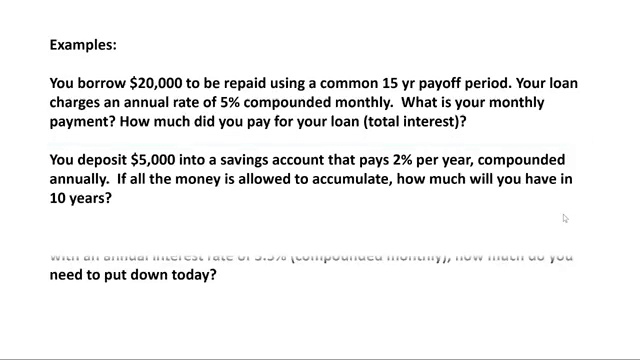 Examples:
You borrow $20,000 to be repaid using a common 15 yr payoff period. Your loan
charges an annual rate of 5% compounded monthly. What is your monthly
payment? How much did you pay for your loan (total interest)?
You deposit $5,000 into a savings account that pays 2% per year, compounded
annually. If all the money is allowed to accumulate, how much will you have in
10 years?
with an annual interest rate of (compounded monthly), how much do you
need to put down today?